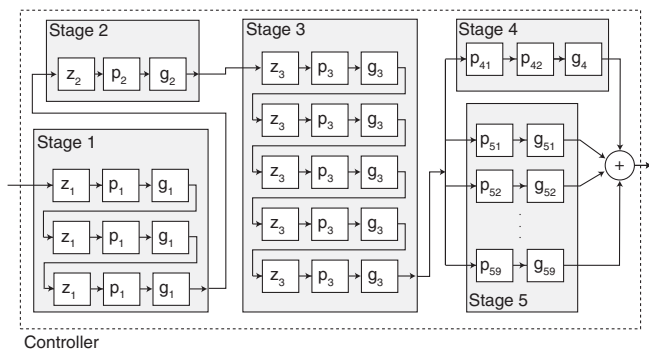 Stage 2
z₂ p₂ g₂
Stage 1
z₁ p₁ g₁
z₁ p₁ g₁
z₁ p₁ g₁
Stage 3
z₃ p₃ g₃
z₃ p₃ g₃
z₃ p₃ g₃
z₃ p₃ g₃
z₃ p₃ g₃
Stage 4
p₄₁ p₄₂ g₄
p₅₁ g₅₁
p₅₂ g₅₂
+
p₅₉ g₅₉
Stage 5
Controller